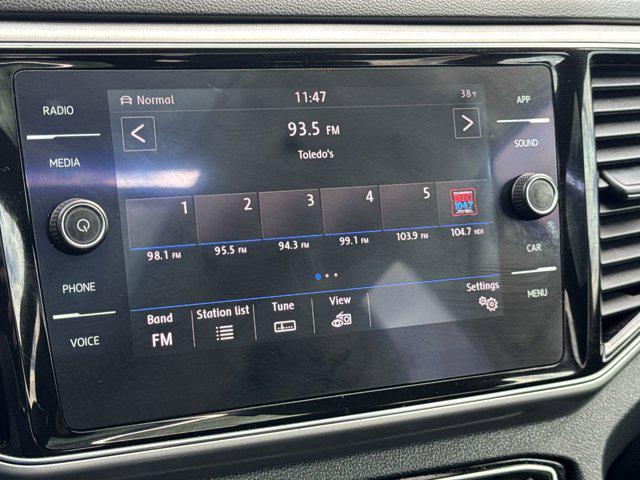 RADIO
MEDIA
PHONE
VOICE
Normal
11:47
38°F
<
93.5 FM
>
Toledo's
1
2
3
4
5
104.7
98.1 FM
95.5 FM
94.3 FM
99.1 FM
103.9 FM
104.7 HD1
Band
FM
Station list
Tune
View
Settings
APP
SOUND
CAR
MENU